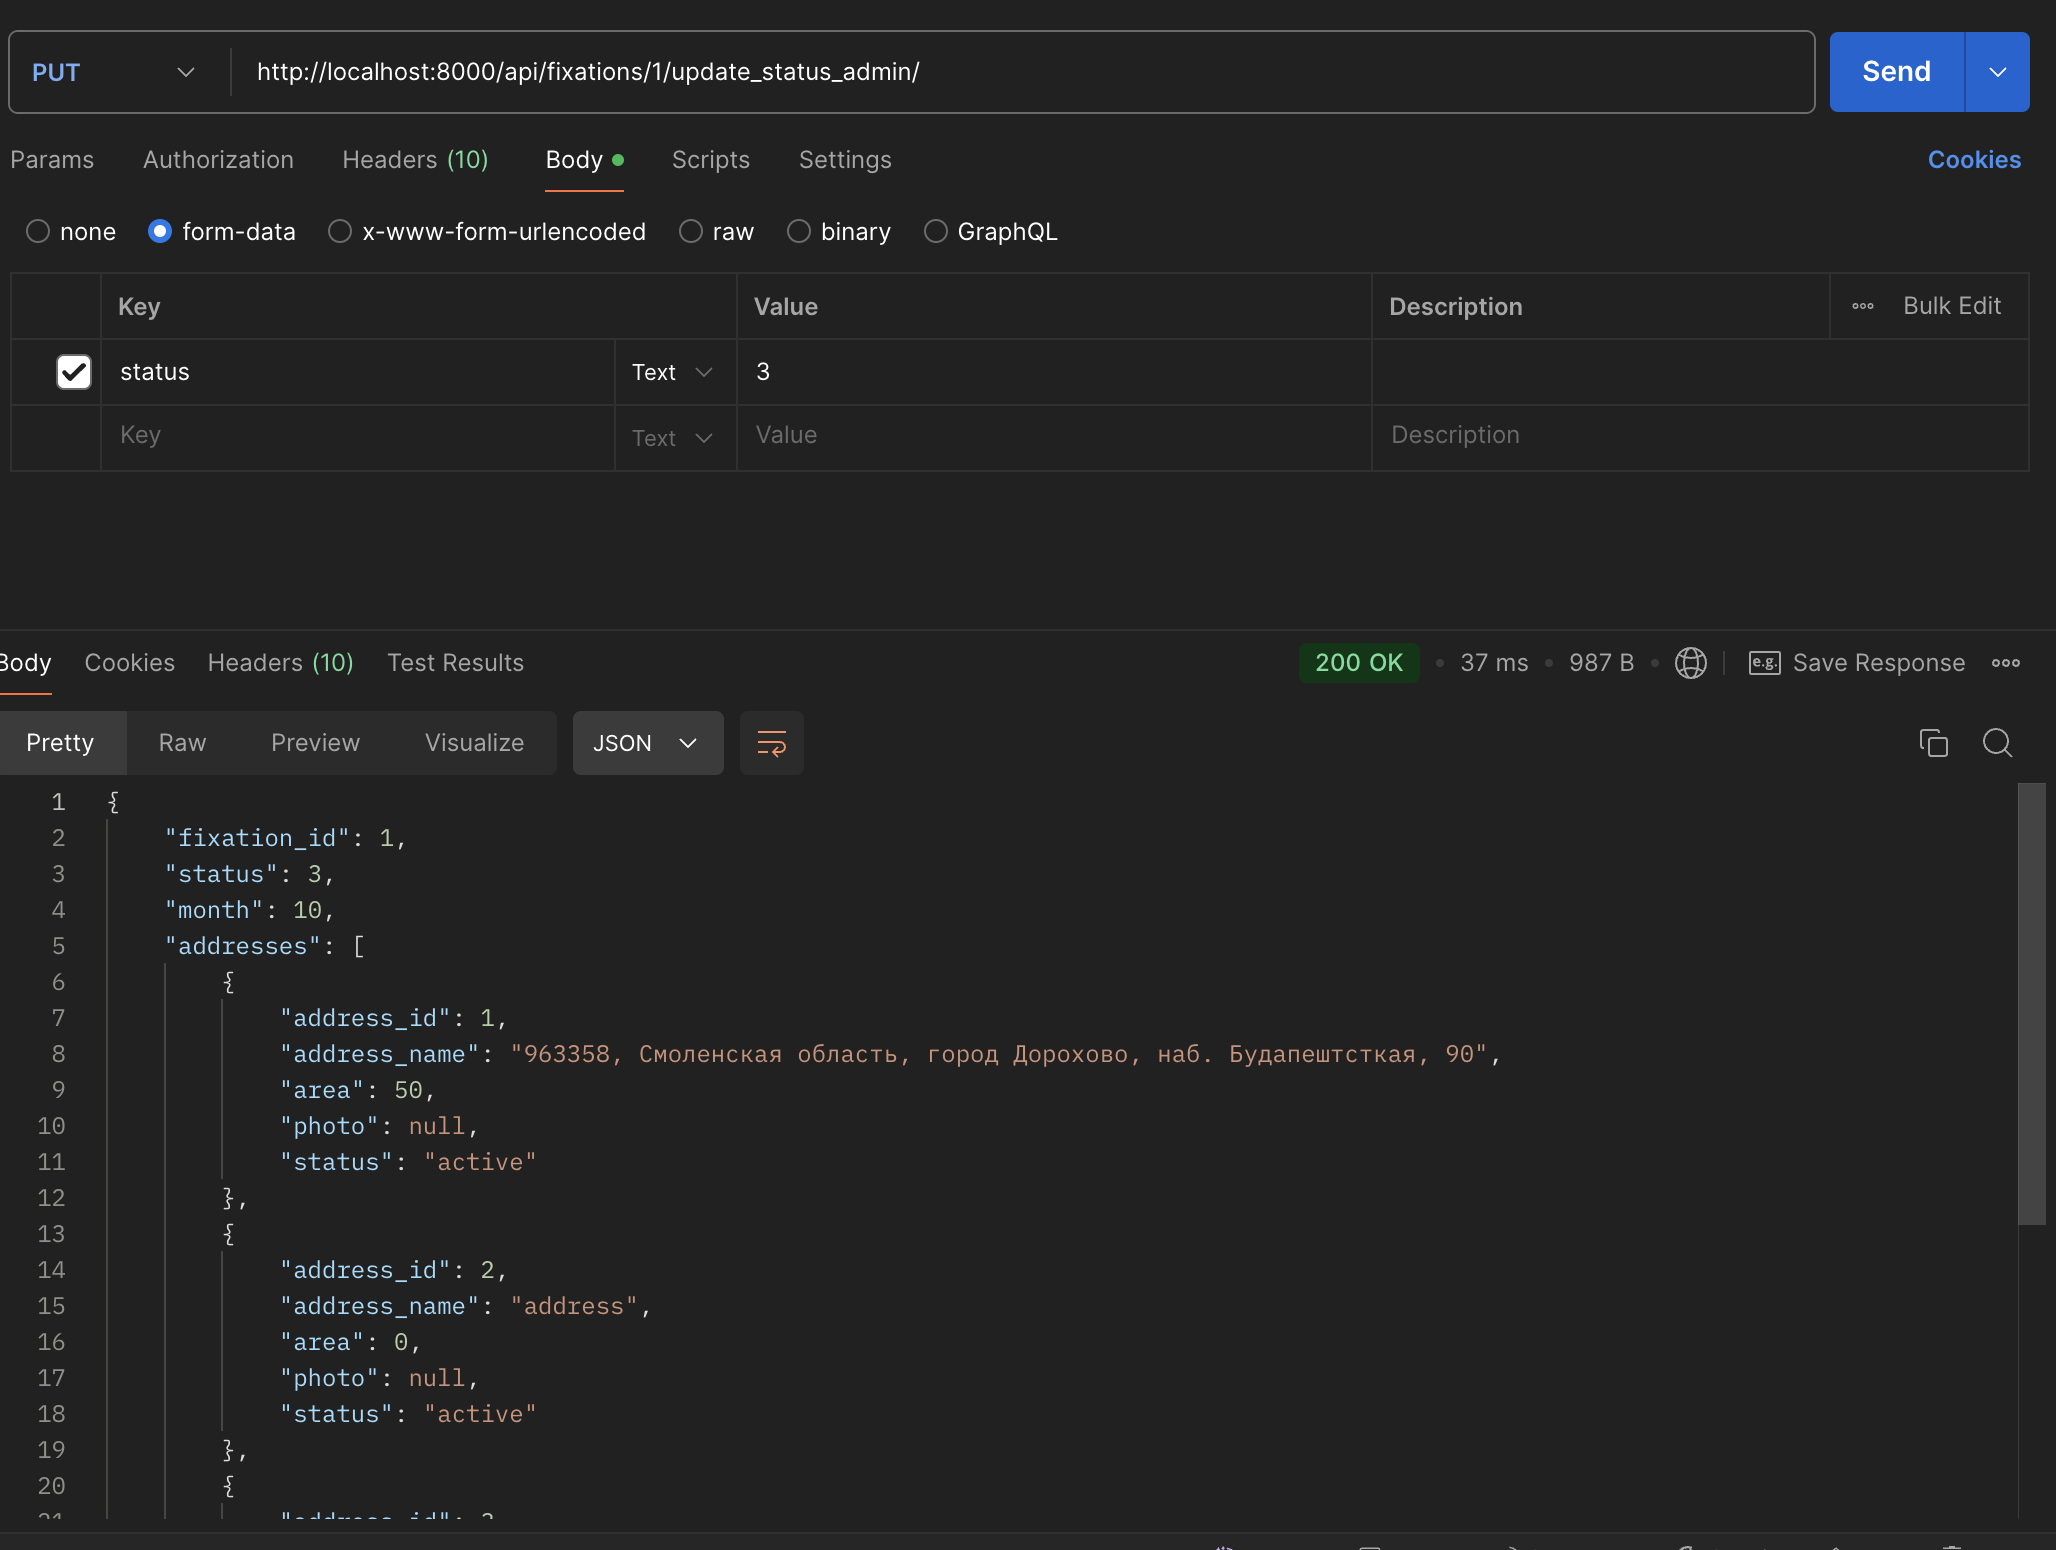 PUT http://localhost:8000/api/fixations/1/update_status_admin/ Send
Params Authorization Headers (10) Body Scripts Settings Cookies
none form-data x-www-form-urlencoded raw binary GraphQL
Key Value Description Bulk Edit
status Text 3
Key Text Value Description
Body Cookies Headers (10) Test Results 200 OK 37 ms 987 B e.g. Save Response
Pretty Raw Preview Visualize JSON
1 {
2 "fixation_id": 1,
3 "status": 3,
4 "month": 10,
5 "addresses": [
6 {
7 "address_id": 1,
8 "address_name": "963358, Смоленская область, город Дорохово, наб. Будапештсткая, 90",
9 "area": 50,
10 "photo": null,
11 "status": "active"
12 },
13 {
14 "address_id": 2,
15 "address_name": "address",
16 "area": 0,
17 "photo": null,
18 "status": "active"
19 },
20 {